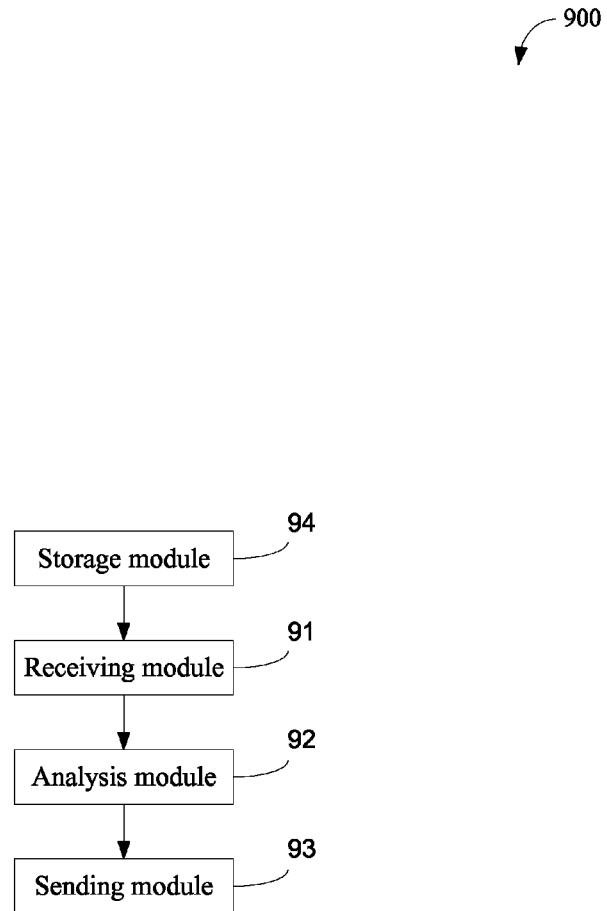 900
94
Storage module
91
Receiving module
92
Analysis module
93
Sending module